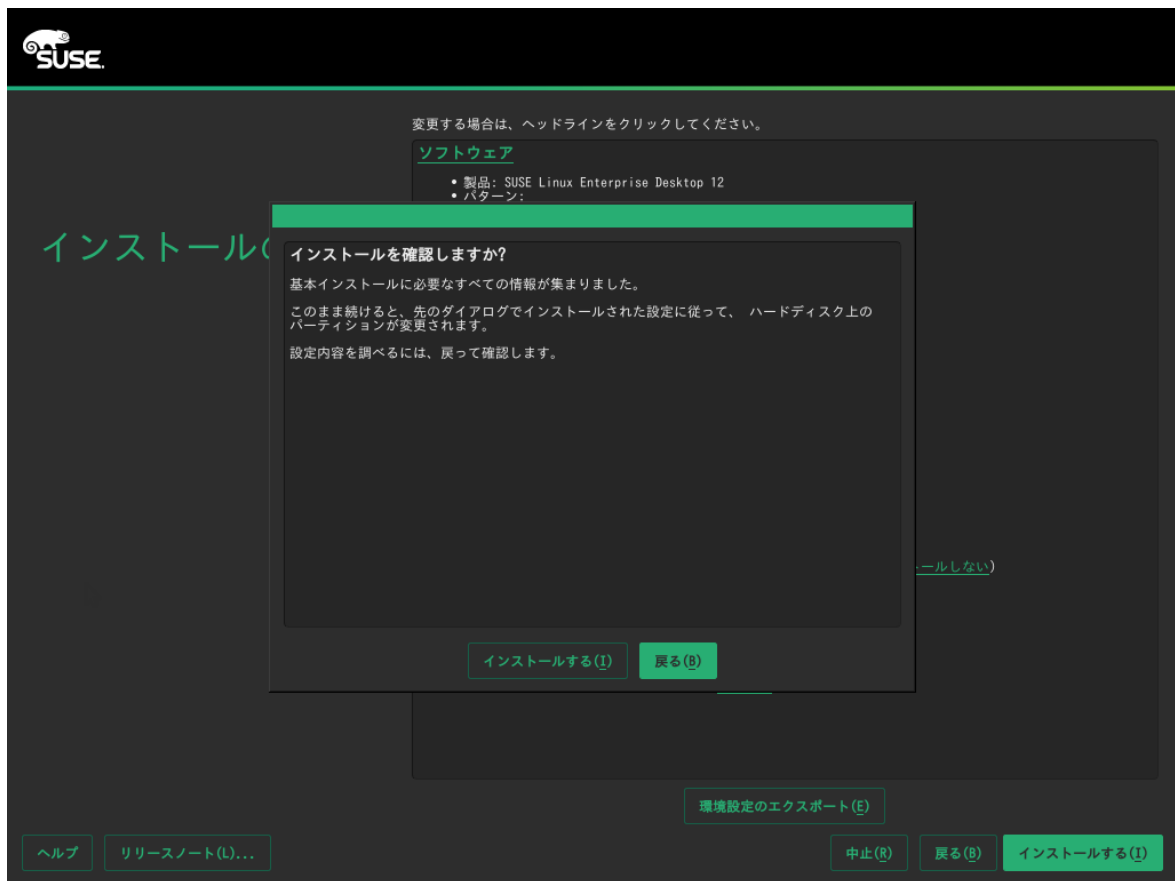 SUSE.
変更する場合は、ヘッドラインをクリックしてください。
ソフトウェア
• 製品: SUSE Linux Enterprise Desktop 12
• パターン:
インストール
インストールを確認しますか?
基本インストールに必要なすべての情報が集まりました。
このまま続けると、先のダイアログでインストールされた設定に従って、 ハードディスク上の
パーティションが変更されます。
設定内容を調べるには、戻って確認します。
ールしない)
インストールする(I) 戻る(B)
環境設定のエクスポート(E)
ヘルプ リリースノート(L)... 中止(R) 戻る(B) インストールする(I)